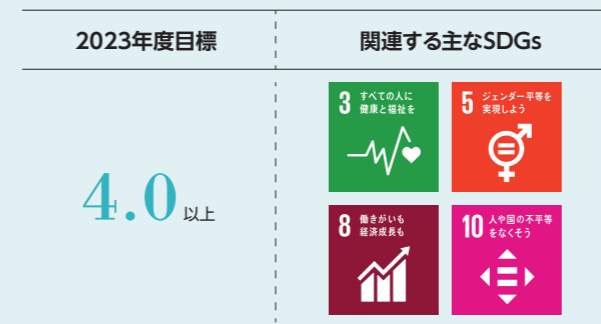 2023年度目標
関連する主なSDGs
4.0以上
3 すべての人に
健康と福祉を
5 ジェンダー平等を
実現しよう
8 働きがいも
経済成長も
10 人や国の不平等
をなくそう